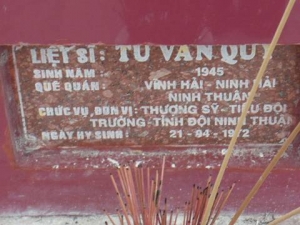 LIỆT SĨ : TỪ VĂN QUÝ
SINH NĂM : 1945
QUÊ QUÁN : VĨNH HẢI - NINH HẢI
NINH THUẬN
CHỨC VỤ, ĐƠN VỊ : THƯỢNG SỸ - TIỂU ĐỘI
TRƯỞNG - TỈNH ĐỘI NINH THUẬN
NGÀY HY SINH : 21 - 04 - 1972